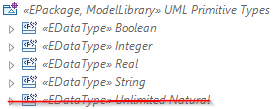 «EPackage, ModelLibrary» UML Primitive Types
«EDataType» Boolean
«EDataType» Integer
«EDataType» Real
«EDataType» String
«EDataType» Unlimited Natural